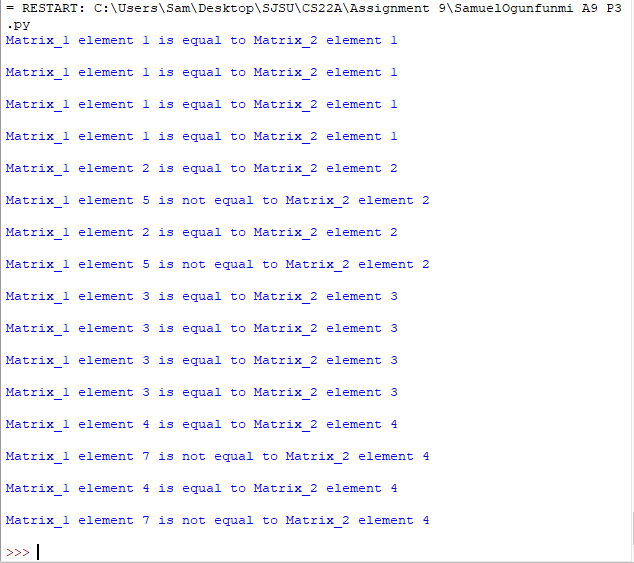 = RESTART: C:\Users\Sam\Desktop\SJSU\CS22A\Assignment 9\SamuelOgunfunmi A9 P3
.py
Matrix_1 element 1 is equal to Matrix_2 element 1
Matrix_1 element 1 is equal to Matrix_2 element 1
Matrix_1 element 1 is equal to Matrix_2 element 1
Matrix_1 element 1 is equal to Matrix_2 element 1
Matrix_1 element 2 is equal to Matrix_2 element 2
Matrix_1 element 5 is not equal to Matrix_2 element 2
Matrix_1 element 2 is equal to Matrix_2 element 2
Matrix_1 element 5 is not equal to Matrix_2 element 2
Matrix_1 element 3 is equal to Matrix_2 element 3
Matrix_1 element 3 is equal to Matrix_2 element 3
Matrix_1 element 3 is equal to Matrix_2 element 3
Matrix_1 element 3 is equal to Matrix_2 element 3
Matrix_1 element 4 is equal to Matrix_2 element 4
Matrix_1 element 7 is not equal to Matrix_2 element 4
Matrix_1 element 4 is equal to Matrix_2 element 4
Matrix_1 element 7 is not equal to Matrix_2 element 4
>>>